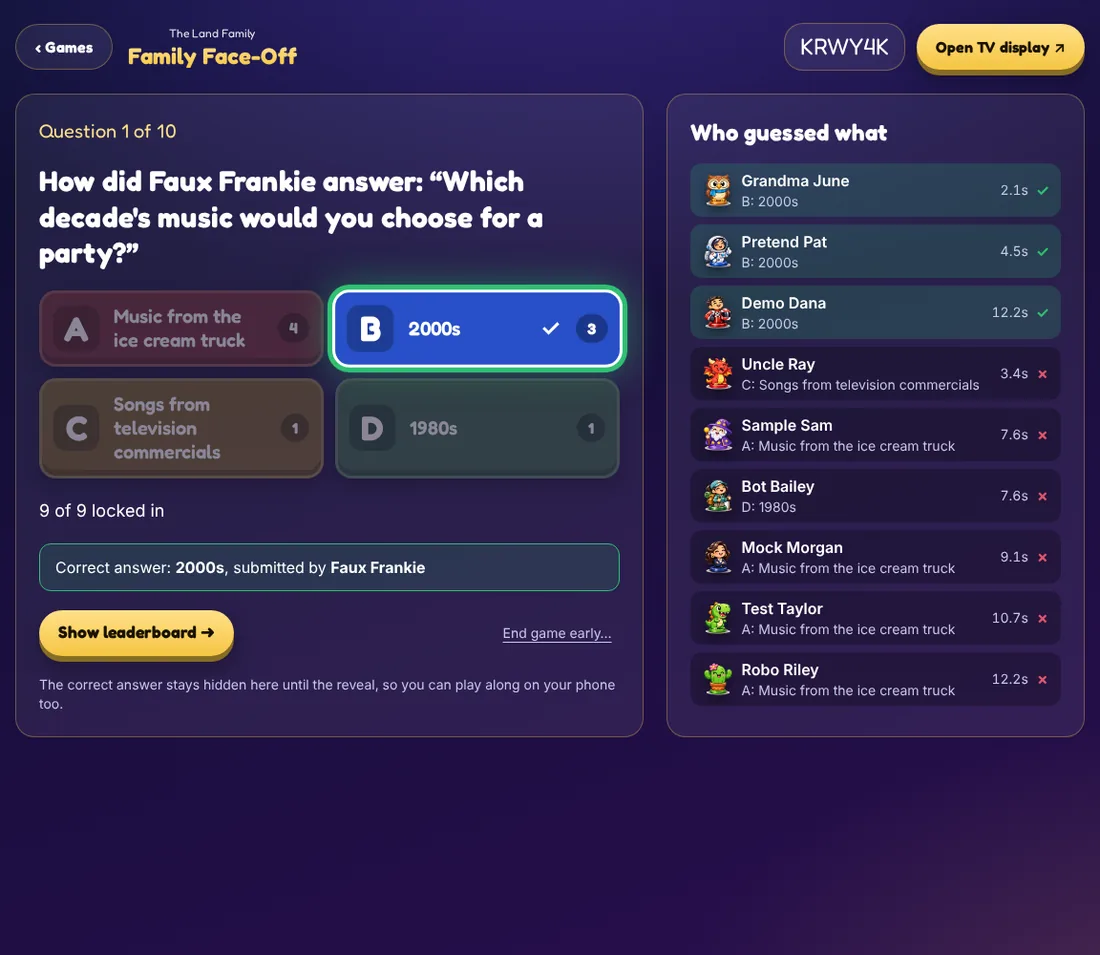 ‹ Games
The Land Family
Family Face-Off
KRWY4K
Open TV display ↗
Question 1 of 10
How did Faux Frankie answer: “Which
decade's music would you choose for a
party?”
A
Music from the
ice cream truck
4
B
2000s
✓
3
C
Songs from
television
commercials
1
D
1980s
1
9 of 9 locked in
Correct answer: 2000s, submitted by Faux Frankie
Show leaderboard →
End game early...
The correct answer stays hidden here until the reveal, so you can play along on your phone
too.
Who guessed what
Grandma June
B: 2000s
2.1s ✓
Pretend Pat
B: 2000s
4.5s ✓
Demo Dana
B: 2000s
12.2s ✓
Uncle Ray
C: Songs from television commercials
3.4s ×
Sample Sam
A: Music from the ice cream truck
7.6s ×
Bot Bailey
D: 1980s
7.6s ×
Mock Morgan
A: Music from the ice cream truck
9.1s ×
Test Taylor
A: Music from the ice cream truck
10.7s ×
Robo Riley
A: Music from the ice cream truck
12.2s ×